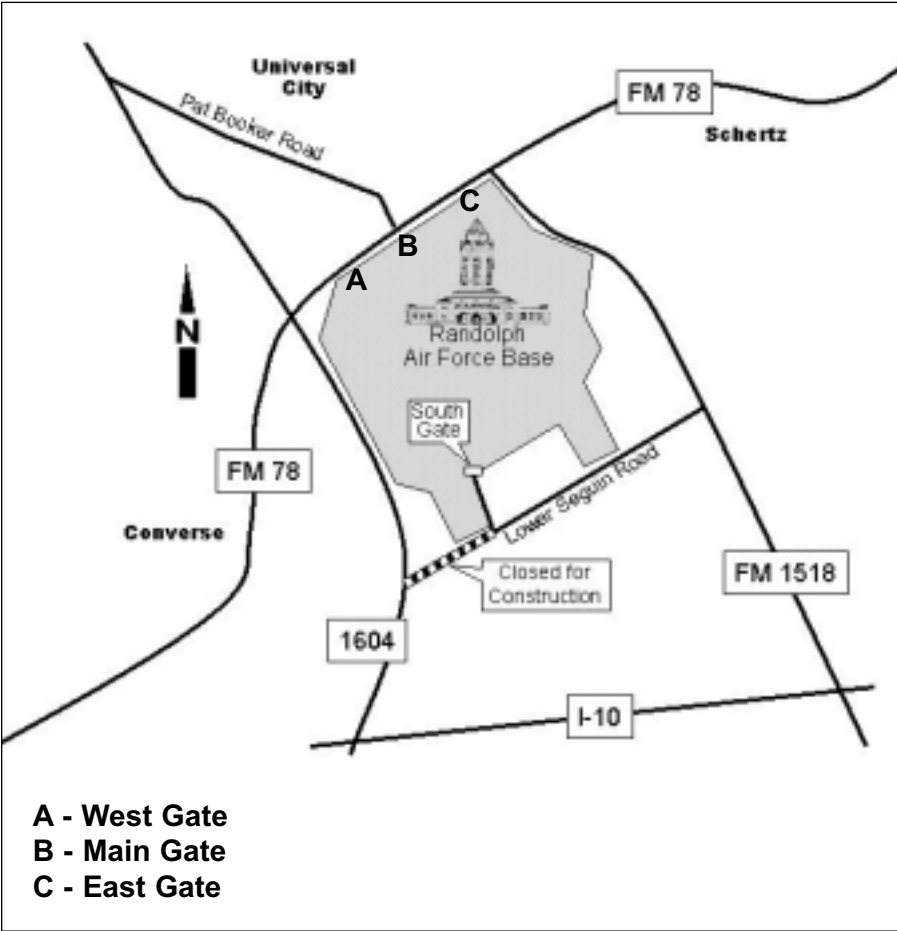 Universal
City
Pat Booker Road
FM 78
Schertz
C
B
A
N
Randolph
Air Force Base
South
Gate
FM 78
Lower Seguin Road
Converse
Closed for
Construction
FM 1518
1604
I-10
A - West Gate
B - Main Gate
C - East Gate